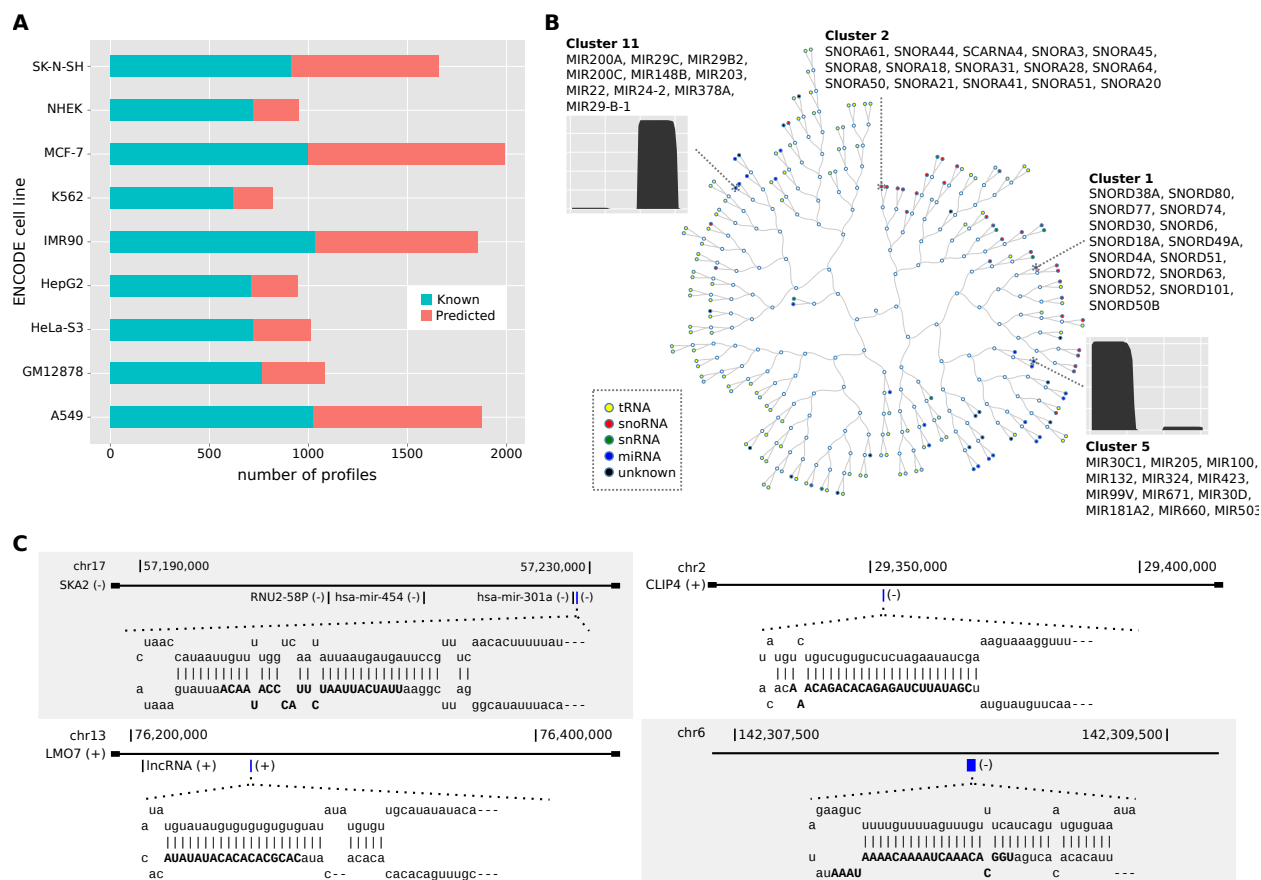 A
SK-N-SH
NHEK
MCF-7
K562
IMR90
HepG2
HeLa-S3
GM12878
A549
ENCODE cell line
0 500 1000 1500 2000
number of profiles
Known
Predicted
B
Cluster 11
MIR200A, MIR29C, MIR29B2,
MIR200C, MIR148B, MIR203,
MIR22, MIR24-2, MIR378A,
MIR29-B-1
Cluster 2
SNORA61, SNORA44, SCARNA4, SNORA3, SNORA45,
SNORA8, SNORA18, SNORA31, SNORA28, SNORA64,
SNORA50, SNORA21, SNORA41, SNORA51, SNORA20
Cluster 1
SNORD38A, SNORD80,
SNORD77, SNORD74,
SNORD30, SNORD6,
SNORD18A, SNORD49A,
SNORD4A, SNORD51,
SNORD72, SNORD63,
SNORD52, SNORD101,
SNORD50B
tRNA
snoRNA
snRNA
miRNA
unknown
Cluster 5
MIR30C1, MIR205, MIR100,
MIR132, MIR324, MIR423,
MIR99V, MIR671, MIR30D,
MIR181A2, MIR660, MIR503
C
chr17 57,190,000 57,230,000
SKA2 (-)
RNU2-58P (-) hsa-mir-454 (-) hsa-mir-301a (-) (-)
uaac u uc u uu aacacuuuuuau---
c cauaauuguu ugg aa auuaaugaugauuccg uc
a guauuaACAA ACC UU UAAUUACUAUUaaggc ag
uaaa U CA C uu ggcauauuaca---
chr2 29,350,000 29,400,000
CLIP4 (+)
(-)
a c aaguaaagguuu---
u ugu ugucugugucucuagaauaucga
a acA ACAGACACAGAGAUCUUAUAGCu
c A auguauguucaa---
chr13 76,200,000 76,400,000
LMO7 (+)
lncRNA (+) (+)
ua aua ugcauauauaca---
a uguauauguguguguguguau ugugu
c AUAUAUACACACACGCACaua acaca
ac c-- cacacaguuugc---
chr6 142,307,500 142,309,500
(-)
gaaguc u a aua
a uuuuguuuuaguuugu ucaucagu uguguaa
u AAAACAAAAUCAAACA GGUaguca acacauu
auAAAU C c ---